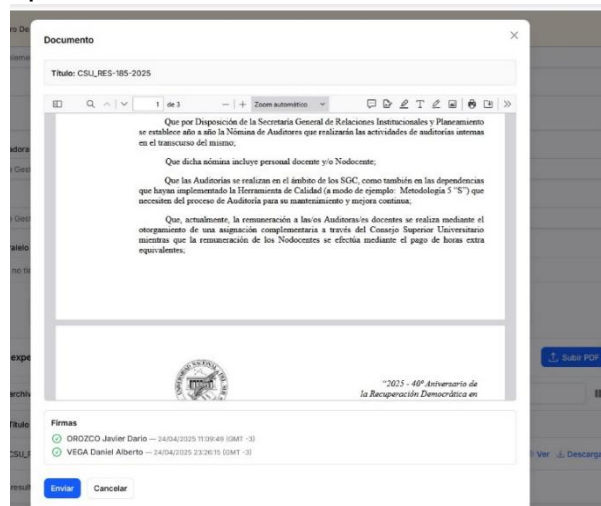 Documento
Título: CSU_RES-185-2025
1 de 3
Zoom automático
Que por Disposición de la Secretaría General de Relaciones Institucionales y Planeamiento
se establece año a año la Nómina de Auditores que realizarán las actividades de auditorías internas
en el transcurso del mismo;
Que dicha nómina incluye personal docente y/o Nodocente;
Que las Auditorías se realizan en el ámbito de los SGC, como también en las dependencias
que hayan implementado la Herramienta de Calidad (a modo de ejemplo: Metodología 5 "S") que
necesiten del proceso de Auditoría para su mantenimiento y mejora continua;
Que, actualmente, la remuneración a las/os Auditoras/es docentes se realiza mediante el
otorgamiento de una asignación complementaria a través del Consejo Superior Universitario
mientras que la remuneración de los Nodocentes se efectúa mediante el pago de horas extra
equivalentes;
"2025 - 40º Aniversario de
la Recuperación Democrática en
Subir PDF
Firmas
OROZCO Javier Dario — 24/04/2025 11:09:49 (GMT -3)
VEGA Daniel Alberto — 24/04/2025 23:26:15 (GMT -3)
Ver Descarga
Enviar Cancelar